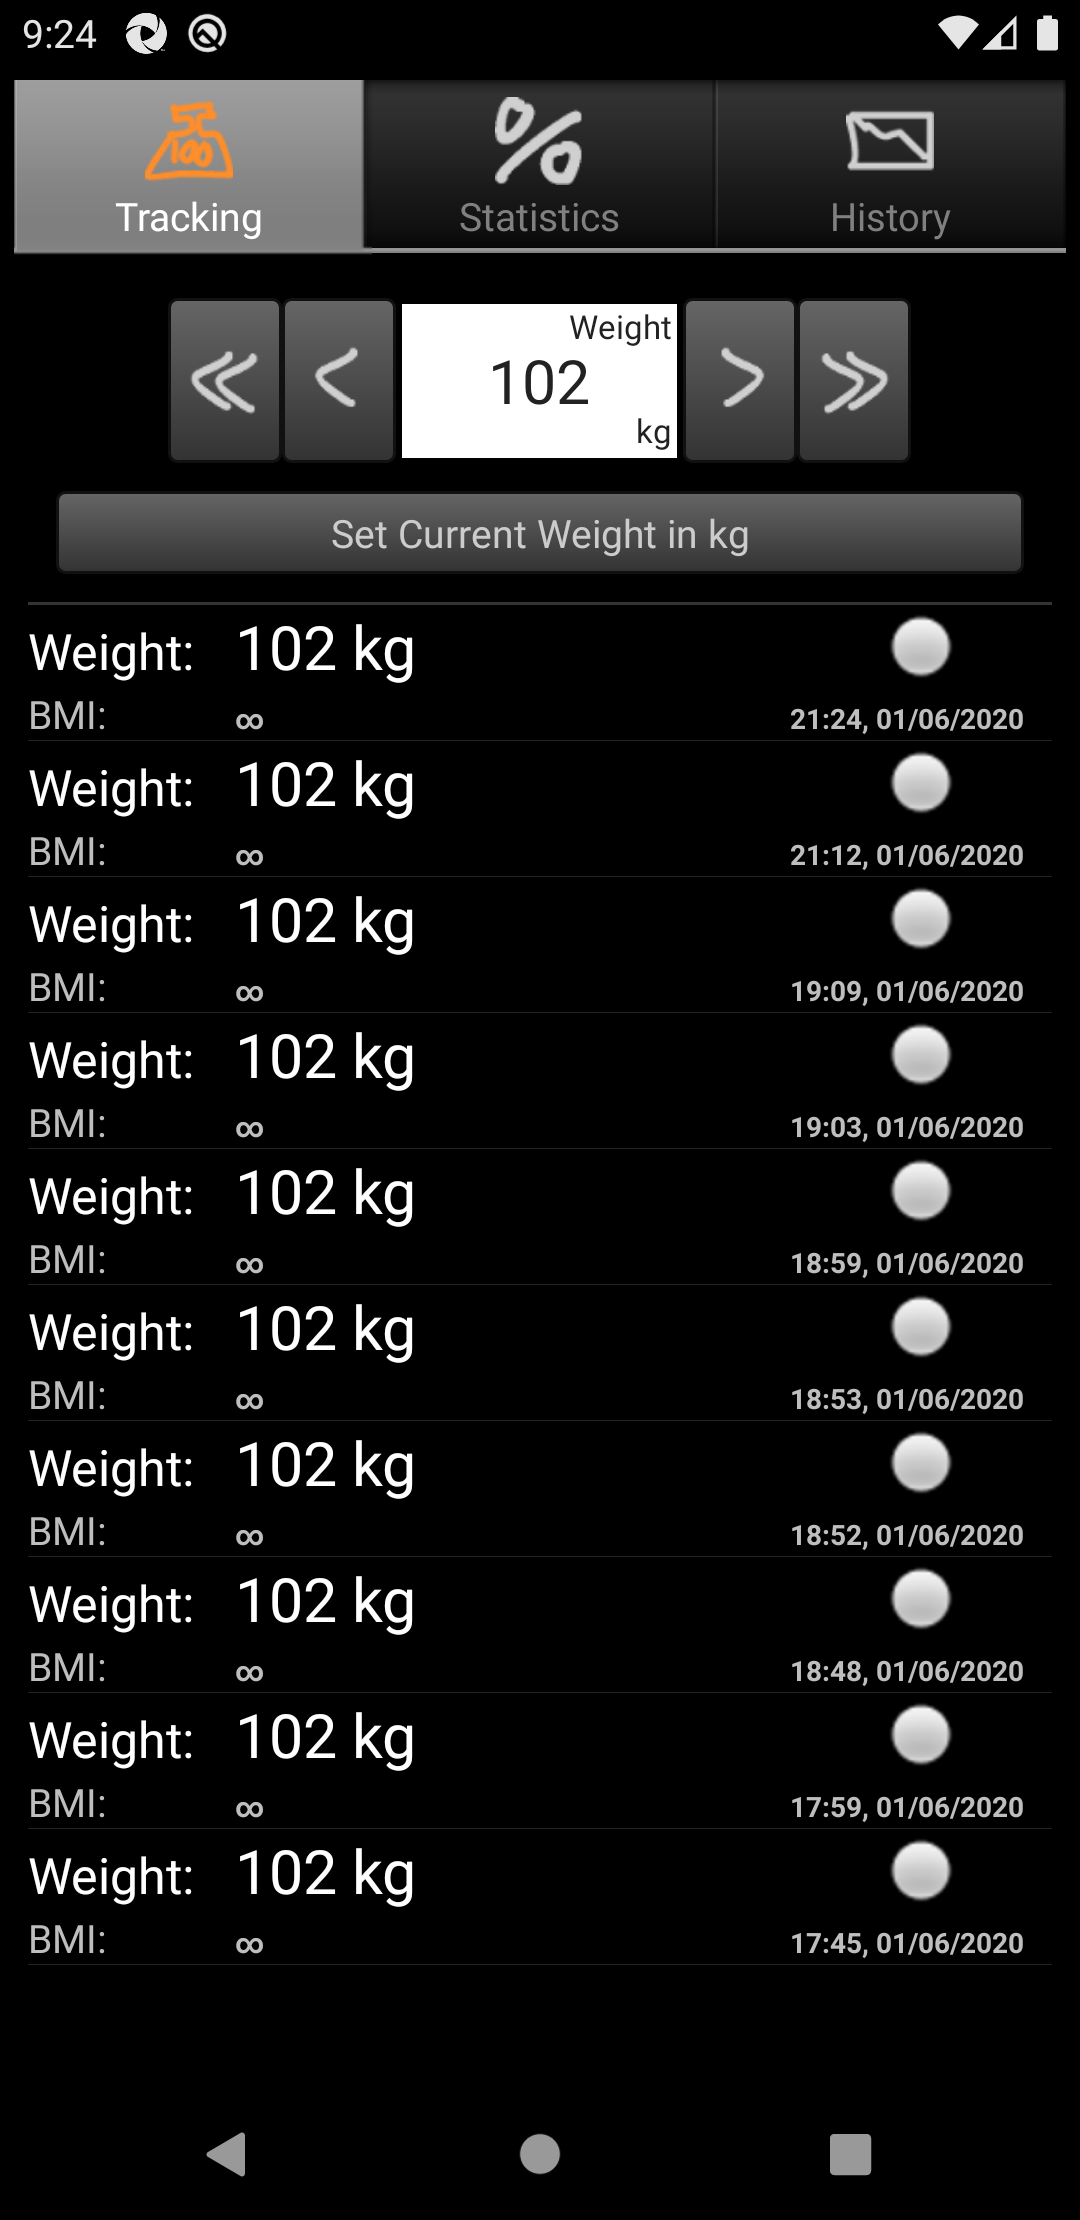 9:24
100
Tracking
Statistics
History
Weight
102
kg
Set Current Weight in kg
Weight: 102 kg
BMI: ∞ 21:24, 01/06/2020
Weight: 102 kg
BMI: ∞ 21:12, 01/06/2020
Weight: 102 kg
BMI: ∞ 19:09, 01/06/2020
Weight: 102 kg
BMI: ∞ 19:03, 01/06/2020
Weight: 102 kg
BMI: ∞ 18:59, 01/06/2020
Weight: 102 kg
BMI: ∞ 18:53, 01/06/2020
Weight: 102 kg
BMI: ∞ 18:52, 01/06/2020
Weight: 102 kg
BMI: ∞ 18:48, 01/06/2020
Weight: 102 kg
BMI: ∞ 17:59, 01/06/2020
Weight: 102 kg
BMI: ∞ 17:45, 01/06/2020